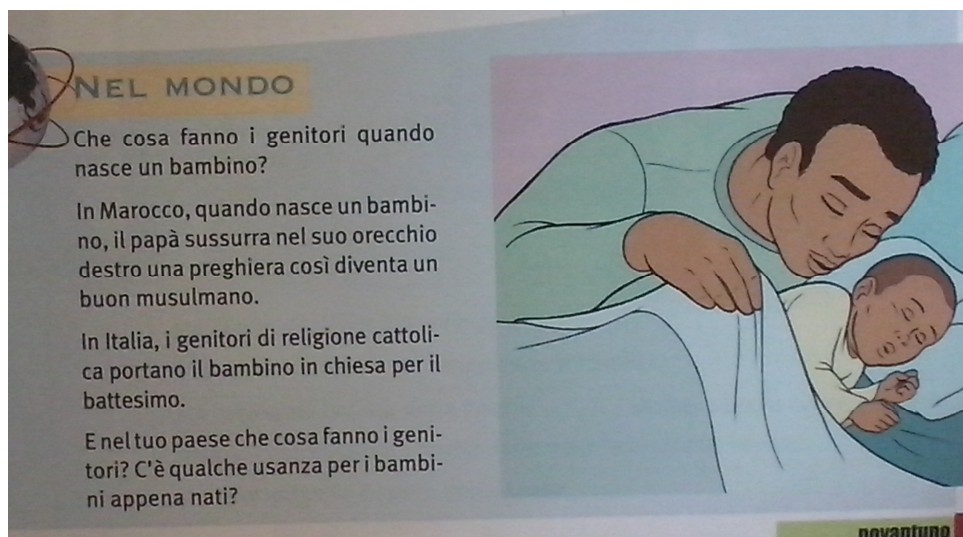 NEL MONDO
Che cosa fanno i genitori quando
nasce un bambino?
In Marocco, quando nasce un bambi-
no, il papà sussurra nel suo orecchio
destro una preghiera così diventa un
buon musulmano.
In Italia, i genitori di religione cattoli-
ca portano il bambino in chiesa per il
battesimo.
E nel tuo paese che cosa fanno i geni-
tori? C'è qualche usanza per i bambi-
ni appena nati?
novantuno